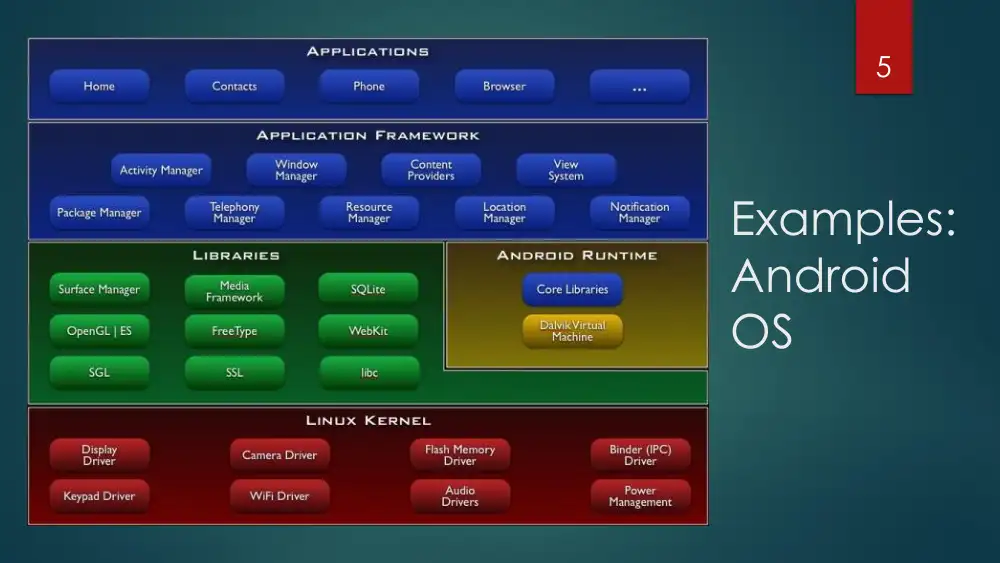 5
APPLICATIONS
Home
Contacts
Phone
Browser
...
APPLICATION FRAMEWORK
Activity Manager
Window
Manager
Content
Providers
View
System
Package Manager
Telephony
Manager
Resource
Manager
Location
Manager
Notification
Manager
LIBRARIES
Surface Manager
Media
Framework
SQLite
OpenGL | ES
FreeType
WebKit
SGL
SSL
libc
ANDROID RUNTIME
Core Libraries
Dalvik Virtual
Machine
LINUX KERNEL
Display
Driver
Camera Driver
Flash Memory
Driver
Binder (IPC)
Driver
Keypad Driver
WiFi Driver
Audio
Drivers
Power
Management
Examples:
Android
OS